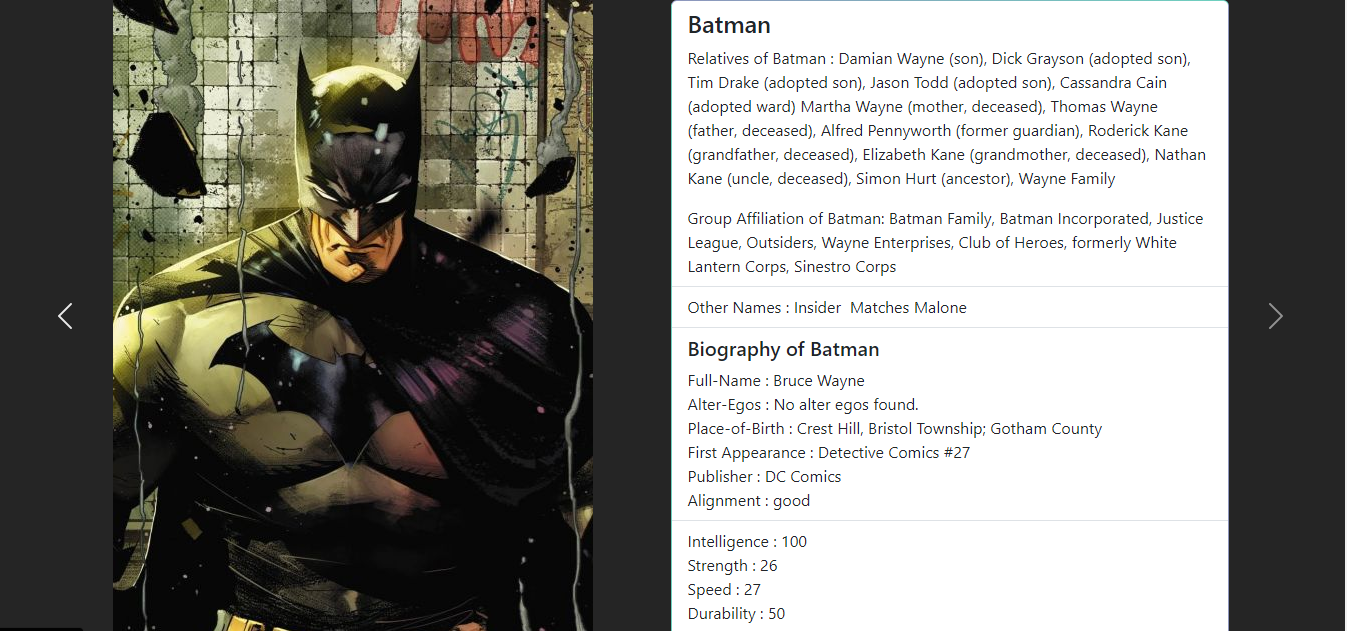 Batman
Relatives of Batman : Damian Wayne (son), Dick Grayson (adopted son),
Tim Drake (adopted son), Jason Todd (adopted son), Cassandra Cain
(adopted ward) Martha Wayne (mother, deceased), Thomas Wayne
(father, deceased), Alfred Pennyworth (former guardian), Roderick Kane
(grandfather, deceased), Elizabeth Kane (grandmother, deceased), Nathan
Kane (uncle, deceased), Simon Hurt (ancestor), Wayne Family
Group Affiliation of Batman: Batman Family, Batman Incorporated, Justice
League, Outsiders, Wayne Enterprises, Club of Heroes, formerly White
Lantern Corps, Sinestro Corps
Other Names : Insider  Matches Malone
Biography of Batman
Full-Name : Bruce Wayne
Alter-Egos : No alter egos found.
Place-of-Birth : Crest Hill, Bristol Township; Gotham County
First Appearance : Detective Comics #27
Publisher : DC Comics
Alignment : good
Intelligence : 100
Strength : 26
Speed : 27
Durability : 50